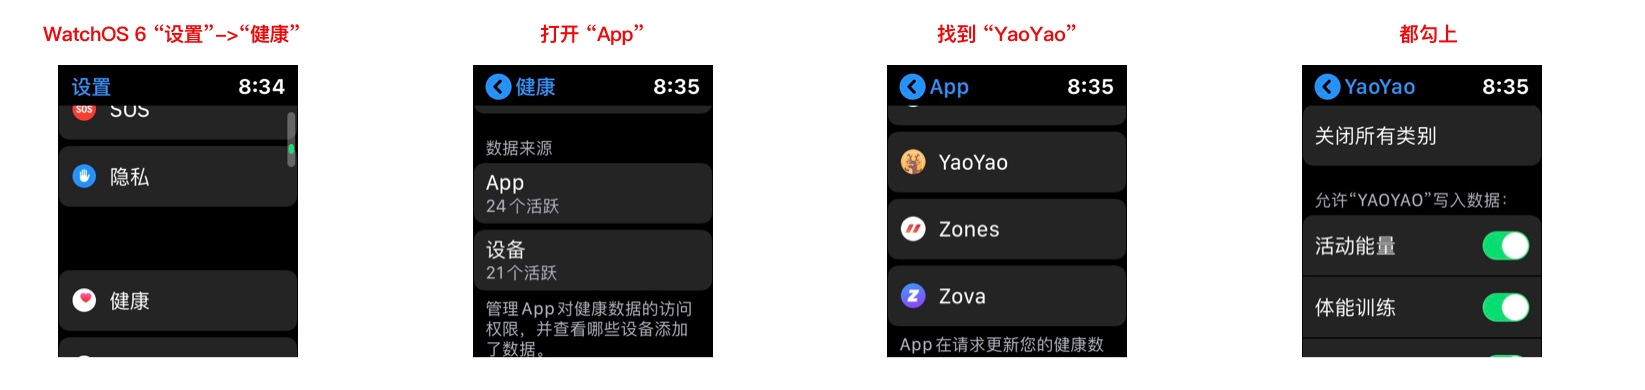 WatchOS 6 “设置”–>“健康”
设置 8:34
SOS SOS
隐私
健康
打开 “App”
健康 8:35
数据来源
App
24个活跃
设备
21个活跃
管理App对健康数据的访问
权限，并查看哪些设备添加
了数据。
找到 “YaoYao”
App 8:35
YaoYao
Zones
Zova
App在请求更新您的健康数
都勾上
YaoYao 8:35
关闭所有类别
允许“YAOYAO”写入数据：
活动能量
体能训练